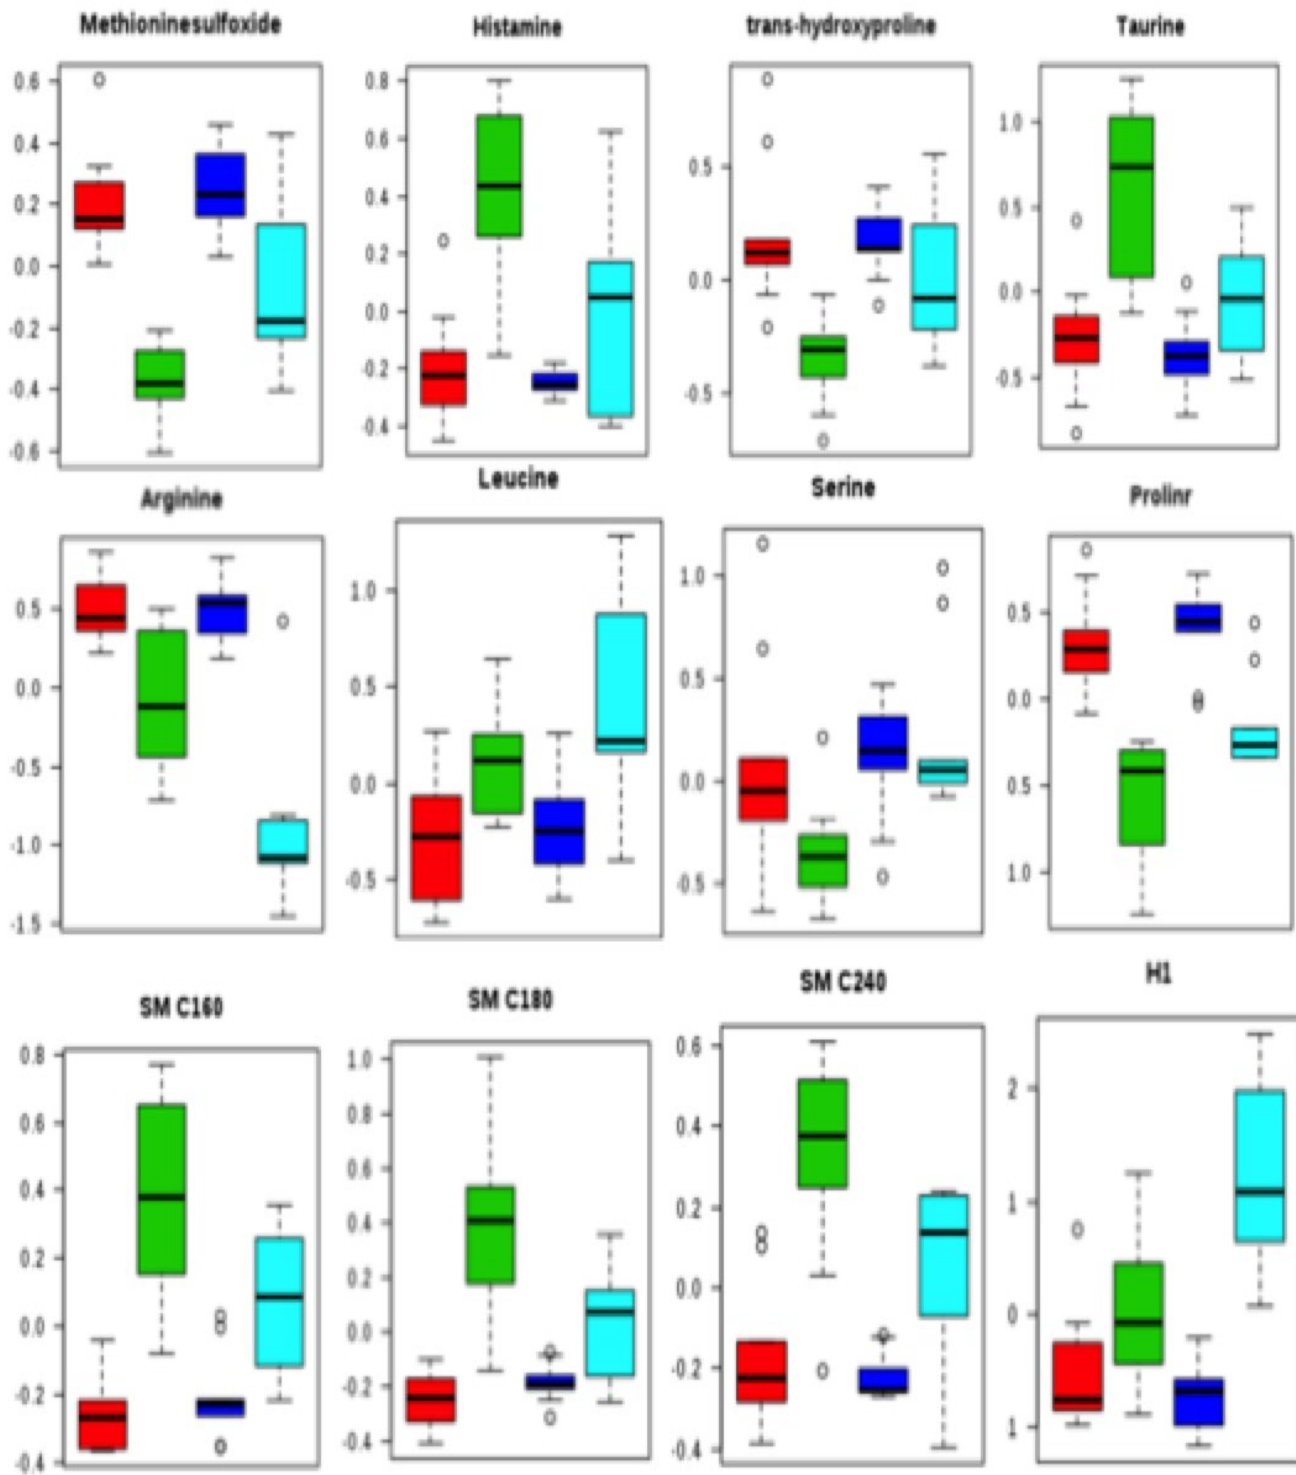 Methioninesulfoxide Histamine trans-hydroxyproline Taurine
0.6 0.8
0.4 0.6 0.5 1.0
0.2 0.4 0.5
0.0 0.2 0.0 0.0
-0.2 0.0 -0.5 -0.5
-0.4 -0.2
-0.6 -0.4
Arginine Leucine Serine Prolinr
0.5 1.0 1.0 0.5
0.0 0.5 0.5 0.0
-0.5 0.0 0.0 0.5
-1.0 -0.5 -0.5 1.0
-1.5
SM C160 SM C180 SM C240 H1
0.8 1.0 0.6 2
0.6 0.8 0.4 1
0.4 0.6 0.2 0
0.2 0.4 0.0 1
0.0 0.2 -0.2
-0.2 0.0 -0.4
-0.4 -0.2
-0.4